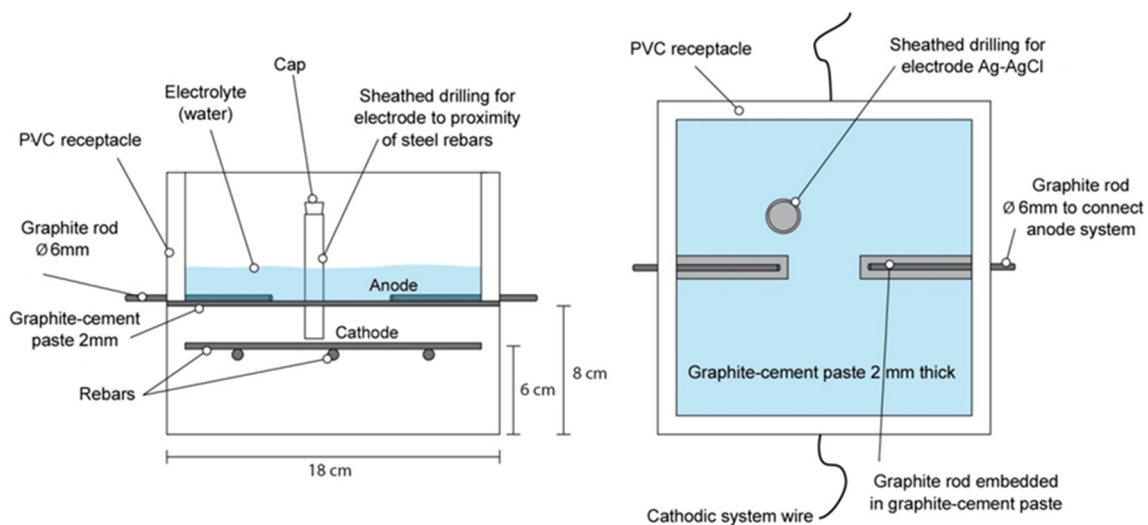 Cap
Electrolyte
(water)
Sheathed drilling for
electrode to proximity
of steel rebars
PVC receptacle
Graphite rod
Ø 6mm
Anode
Graphite-cement
paste 2mm
Cathode
Rebars
6 cm
8 cm
18 cm
PVC receptacle
Sheathed drilling for
electrode Ag-AgCl
Graphite rod
Ø 6mm to connect
anode system
Graphite-cement paste 2 mm thick
Graphite rod embedded
in graphite-cement paste
Cathodic system wire